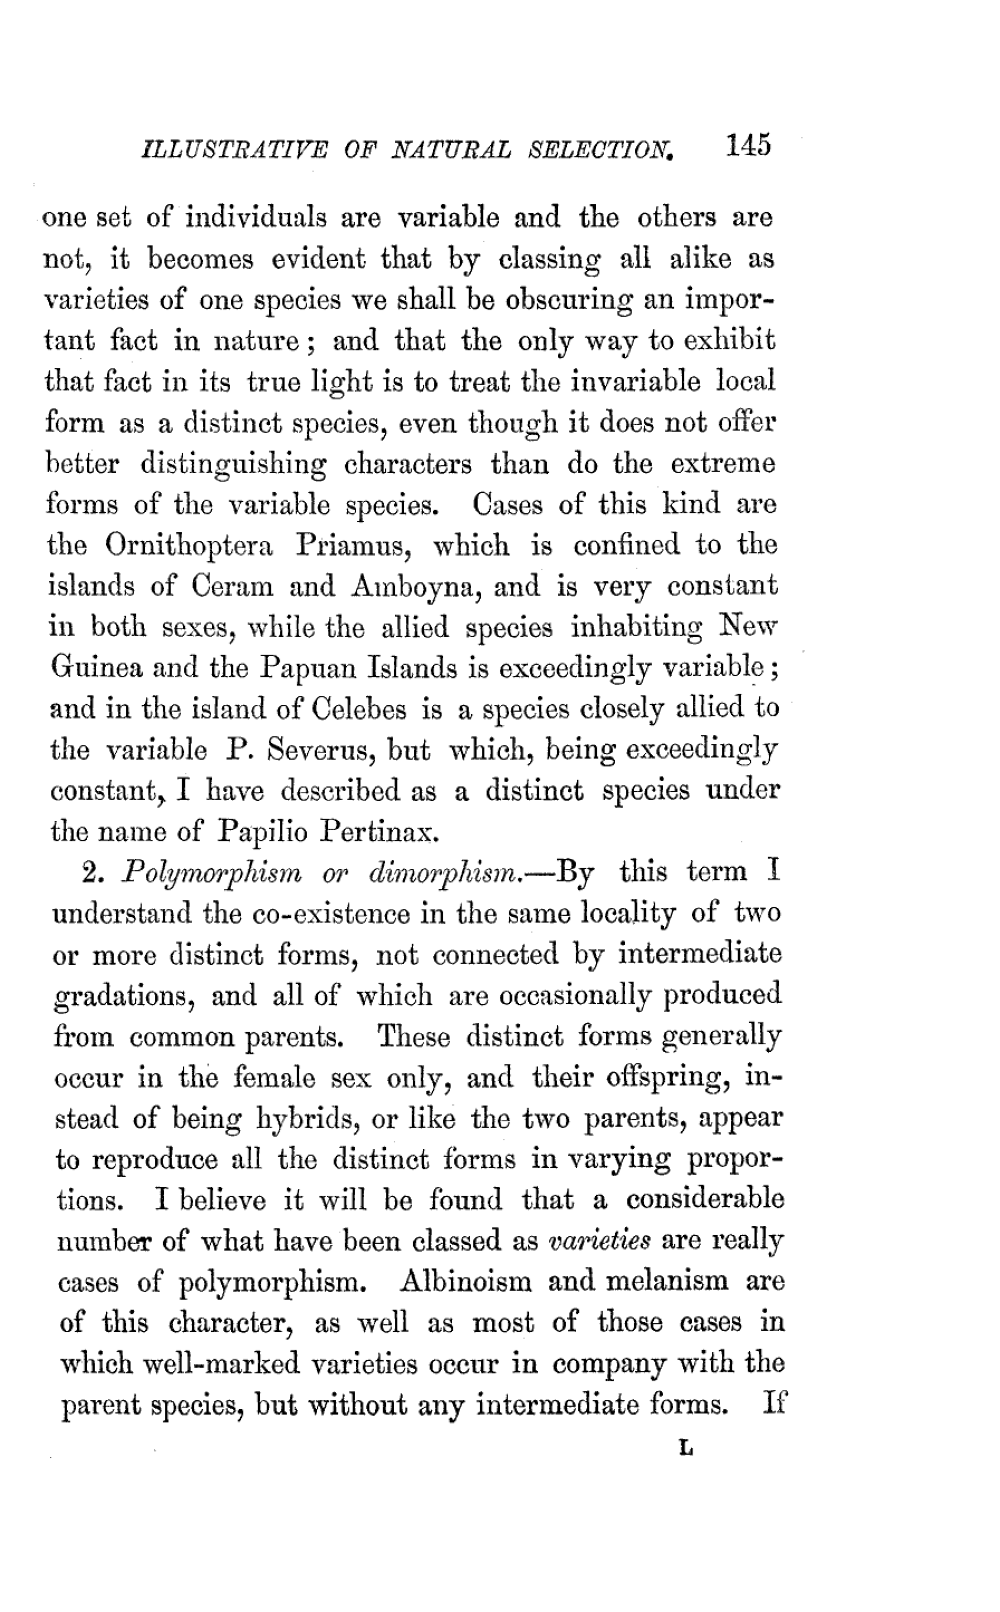 ILLUSTRATIVE OF NATURAL SELECTION. 145
one set of individuals are variable and the others are
not, it becomes evident that by classing all alike as
varieties of one species we shall be obscuring an impor-
tant fact in nature; and that the only way to exhibit
that fact in its true light is to treat the invariable local
form as a distinct species, even though it does not offer
better distinguishing characters than do the extreme
forms of the variable species. Cases of this kind are
the Ornithoptera Priamus, which is confined to the
islands of Ceram and Amboyna, and is very constant
in both sexes, while the allied species inhabiting New
Guinea and the Papuan Islands is exceedingly variable;
and in the island of Celebes is a species closely allied to
the variable P. Severus, but which, being exceedingly
constant, I have described as a distinct species under
the name of Papilio Pertinax.
2. Polymorphism or dimorphism.—By this term I
understand the co-existence in the same locality of two
or more distinct forms, not connected by intermediate
gradations, and all of which are occasionally produced
from common parents. These distinct forms generally
occur in the female sex only, and their offspring, in-
stead of being hybrids, or like the two parents, appear
to reproduce all the distinct forms in varying propor-
tions. I believe it will be found that a considerable
number of what have been classed as varieties are really
cases of polymorphism. Albinoism and melanism are
of this character, as well as most of those cases in
which well-marked varieties occur in company with the
parent species, but without any intermediate forms. If
L